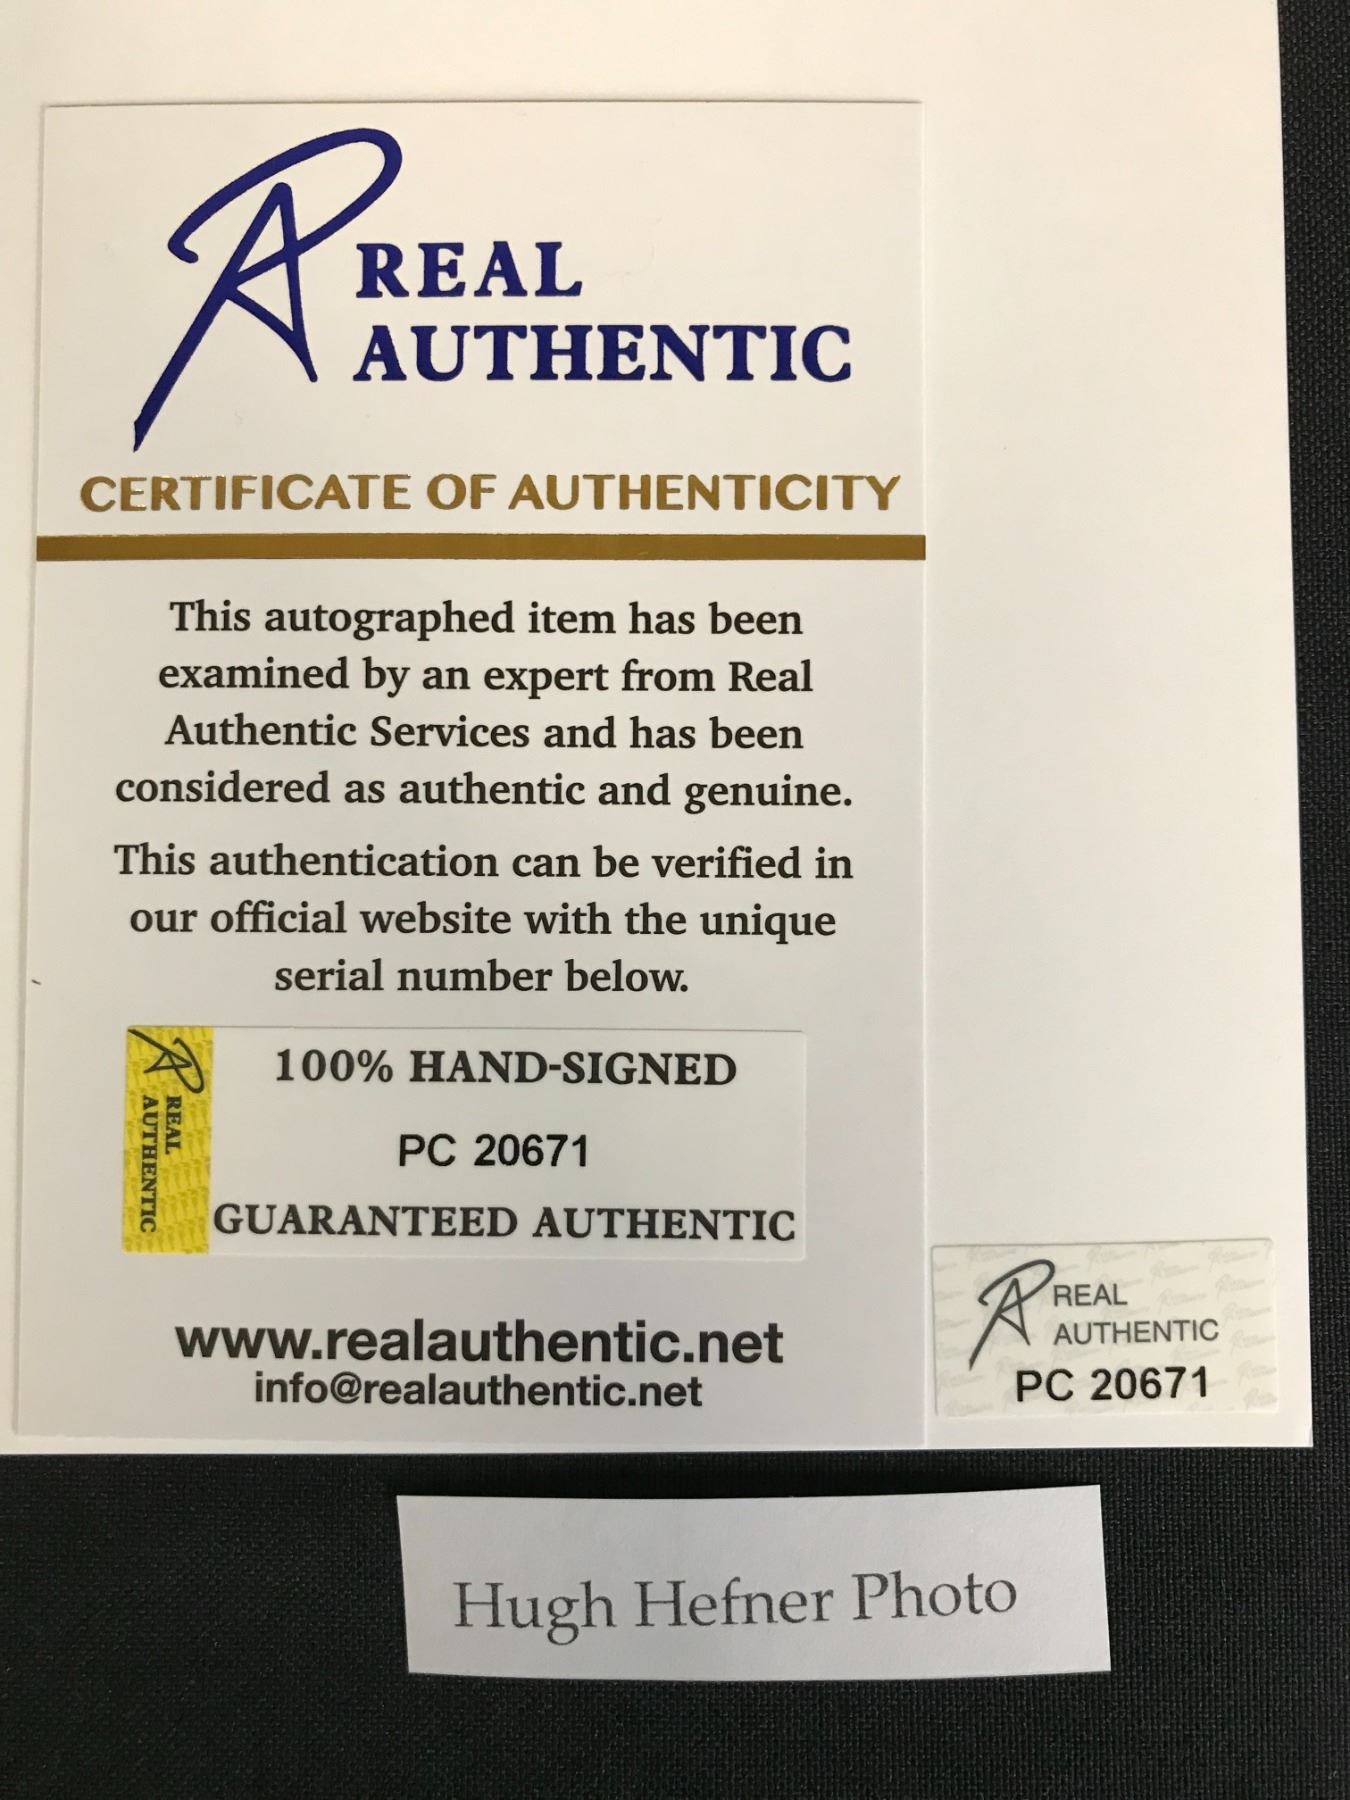 REAL
AUTHENTIC
CERTIFICATE OF AUTHENTICITY
This autographed item has been
examined by an expert from Real
Authentic Services and has been
considered as authentic and genuine.
This authentication can be verified in
our official website with the unique
serial number below.
REAL
AUTHENTIC
100% HAND-SIGNED
PC 20671
GUARANTEED AUTHENTIC
www.realauthentic.net
info@realauthentic.net
REAL
AUTHENTIC
PC 20671
Hugh Hefner Photo